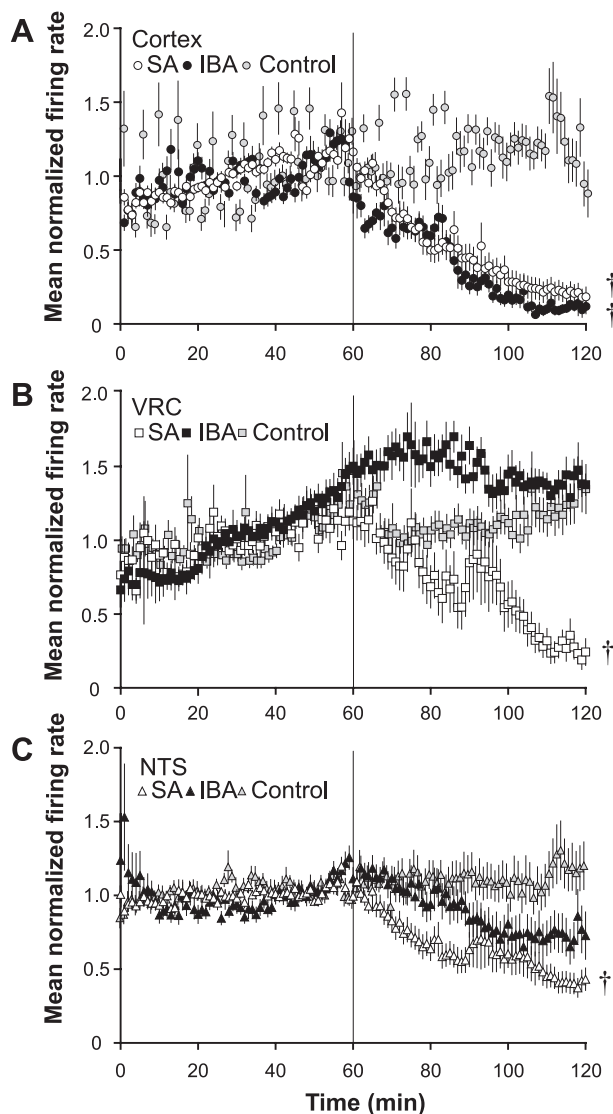 A
Mean normalized firing rate
2.0
1.5
1.0
0.5
0
Cortex
SA IBA Control
†
†
0 20 40 60 80 100 120
B
Mean normalized firing rate
2.0
1.5
1.0
0.5
0
VRC
SA IBA Control
†
0 20 40 60 80 100 120
C
Mean normalized firing rate
2.0
1.5
1.0
0.5
0
NTS
SA IBA Control
†
0 20 40 60 80 100 120
Time (min)